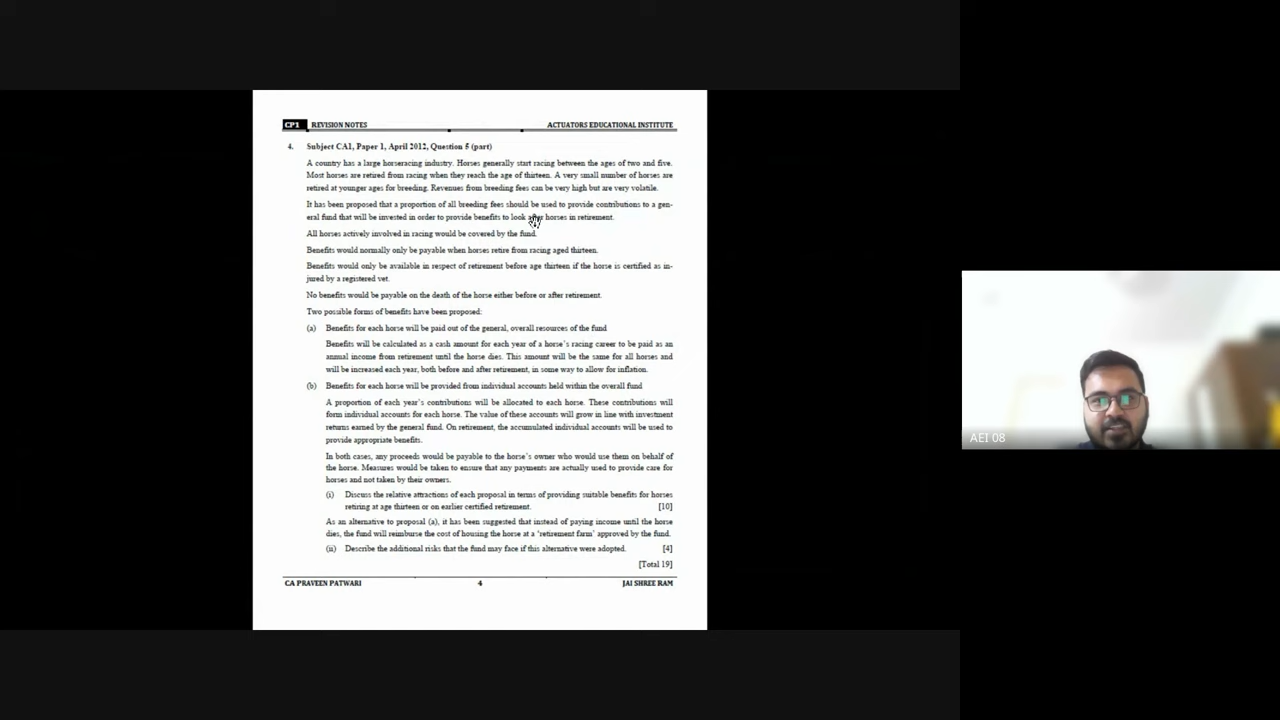 CP1 REVISION NOTES ACTUATORS EDUCATIONAL INSTITUTE
4. Subject CA1, Paper 1, April 2012, Question 5 (part)
A country has a large horseracing industry. Horses generally start racing between the ages of two and five.
Most horses are retired from racing when they reach the age of thirteen. A very small number of horses are
retired at younger ages for breeding. Revenues from breeding fees can be very high but are very volatile.
It has been proposed that a proportion of all breeding fees should be used to provide contributions to a gen-
eral fund that will be invested in order to provide benefits to look after horses in retirement.
All horses actively involved in racing would be covered by the fund.
Benefits would normally only be payable when horses retire from racing aged thirteen.
Benefits would only be available in respect of retirement before age thirteen if the horse is certified as in-
jured by a registered vet.
No benefits would be payable on the death of the horse either before or after retirement.
Two possible forms of benefits have been proposed:
(a) Benefits for each horse will be paid out of the general, overall resources of the fund
Benefits will be calculated as a cash amount for each year of a horse's racing career to be paid as an
annual income from retirement until the horse dies. This amount will be the same for all horses and
will be increased each year, both before and after retirement, in some way to allow for inflation.
(b) Benefits for each horse will be provided from individual accounts held within the overall fund
A proportion of each year's contributions will be allocated to each horse. These contributions will
form individual accounts for each horse. The value of these accounts will grow in line with investment
returns earned by the general fund. On retirement, the accumulated individual accounts will be used to
provide appropriate benefits.
In both cases, any proceeds would be payable to the horse's owner who would use them on behalf of
the horse. Measures would be taken to ensure that any payments are actually used to provide care for
horses and not taken by their owners.
(i) Discuss the relative attractions of each proposal in terms of providing suitable benefits for horses
retiring at age thirteen or on earlier certified retirement. [10]
As an alternative to proposal (a), it has been suggested that instead of paying income until the horse
dies, the fund will reimburse the cost of housing the horse at a 'retirement farm' approved by the fund.
(ii) Describe the additional risks that the fund may face if this alternative were adopted. [4]
[Total 19]
CA PRAVEEN PATWARI 4 JAI SHREE RAM
AEI 08